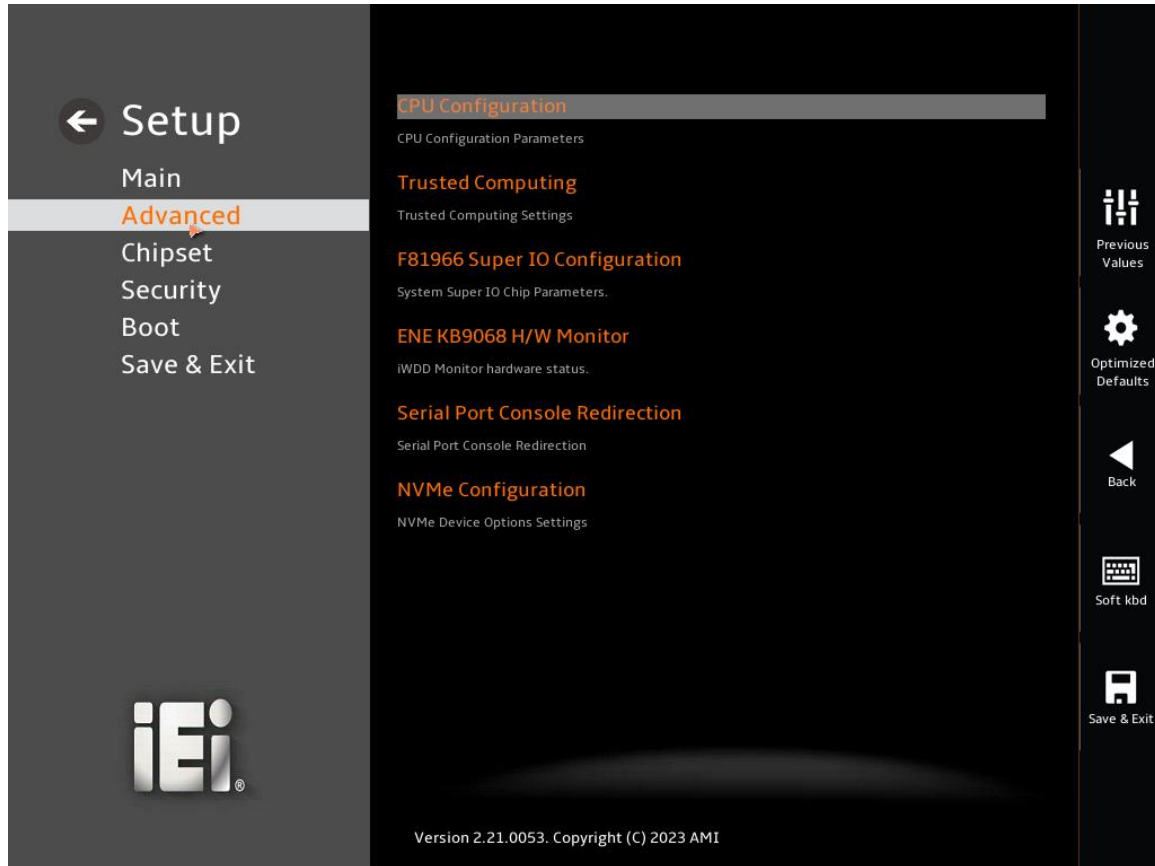 Setup
Main
Advanced
Chipset
Security
Boot
Save & Exit
CPU Configuration
CPU Configuration Parameters
Trusted Computing
Trusted Computing Settings
F81966 Super IO Configuration
System Super IO Chip Parameters.
ENE KB9068 H/W Monitor
iWDD Monitor hardware status.
Serial Port Console Redirection
Serial Port Console Redirection
NVMe Configuration
NVMe Device Options Settings
Previous
Values
Optimized
Defaults
Back
Soft kbd
Save & Exit
iEi®
Version 2.21.0053. Copyright (C) 2023 AMI